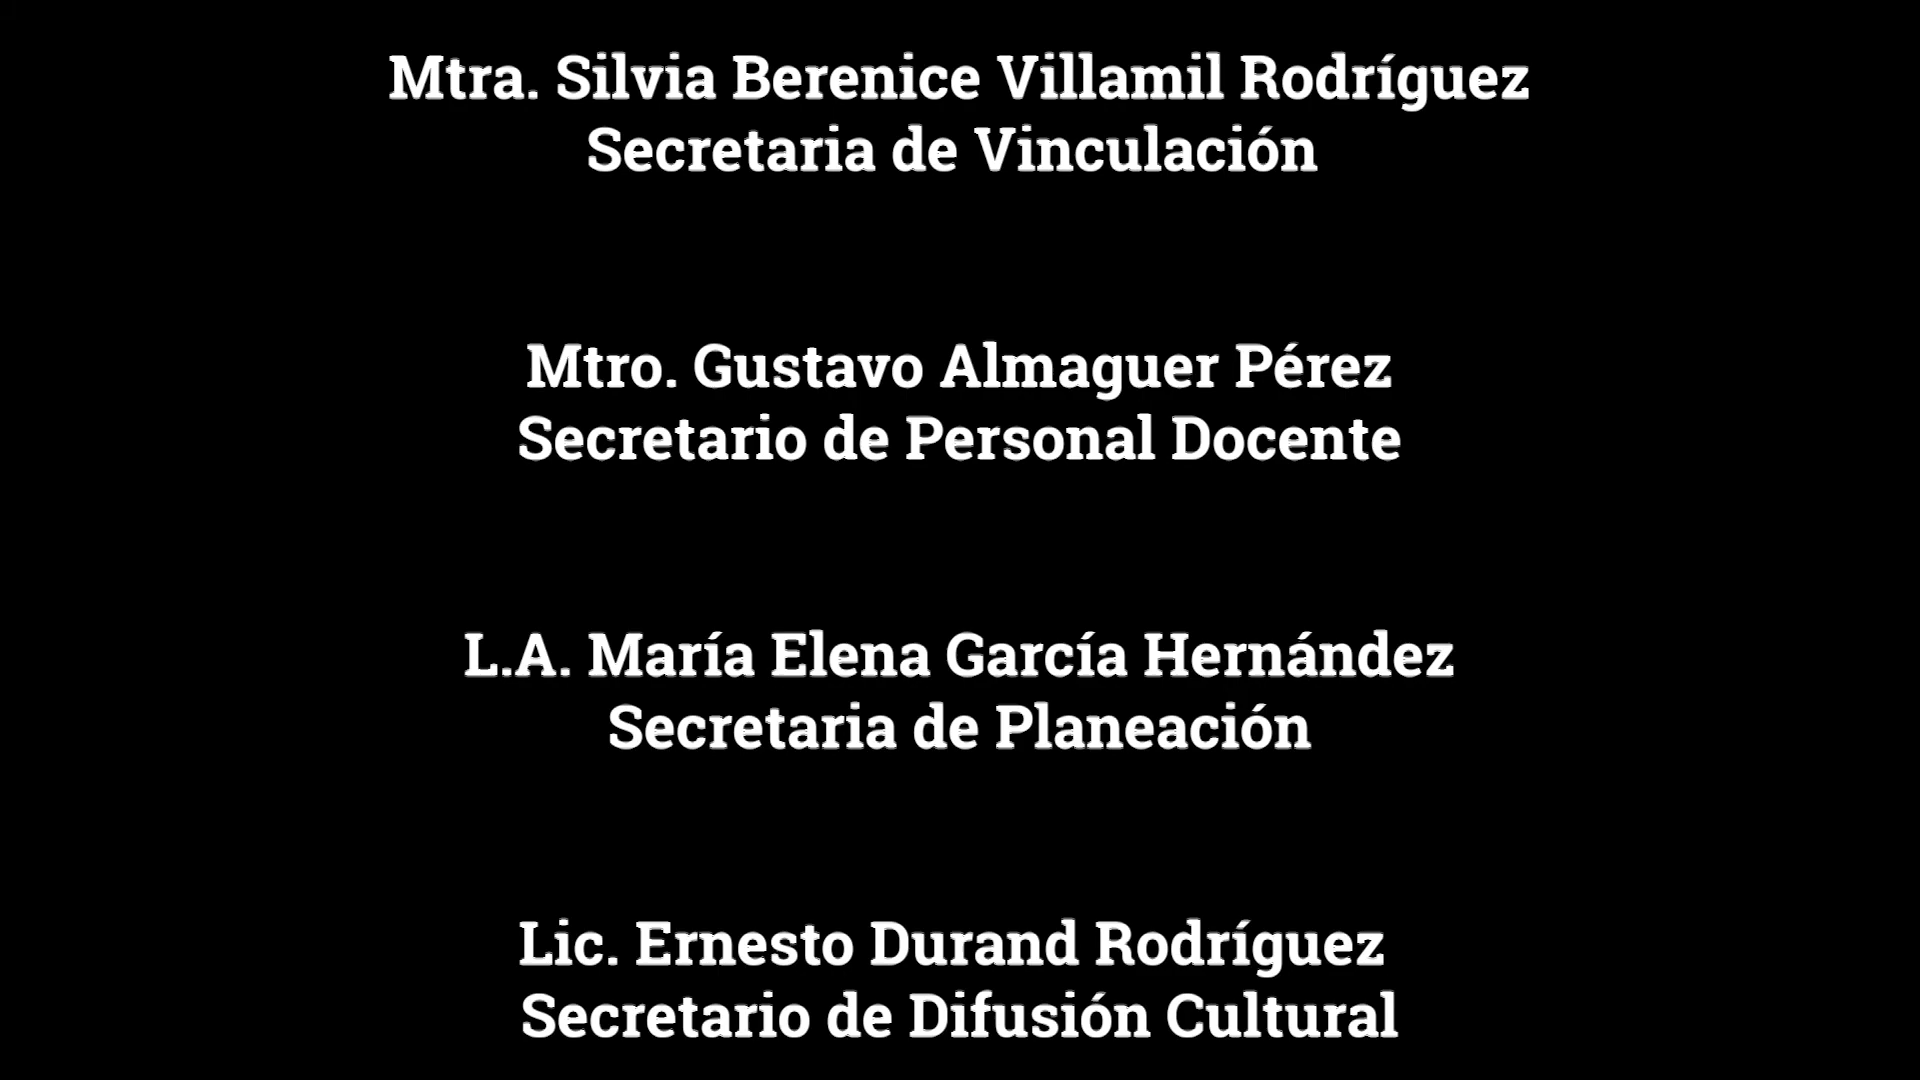 Mtra. Silvia Berenice Villamil Rodríguez
Secretaria de Vinculación
Mtro. Gustavo Almaguer Pérez
Secretario de Personal Docente
L.A. María Elena García Hernández
Secretaria de Planeación
Lic. Ernesto Durand Rodríguez
Secretario de Difusión Cultural